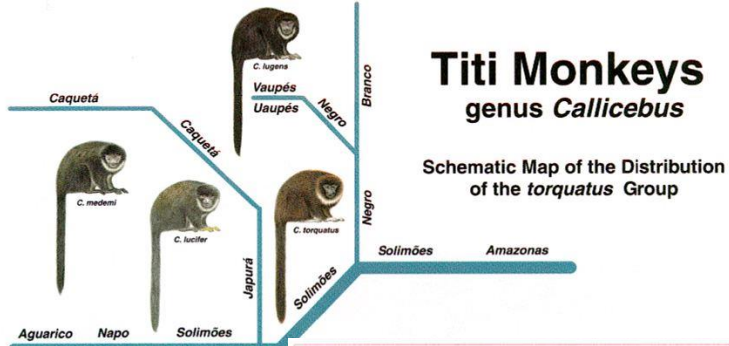 Titi Monkeys
genus Callicebus
Schematic Map of the Distribution
of the torquatus Group
C. lugens
Vaupés
Uaupés
Negro
Branco
Caquetá
Caquetá
C. medemi
C. lucifer
C. torquatus
Negro
Japurá
Solimões
Solimões Amazonas
Aguarico Napo Solimões